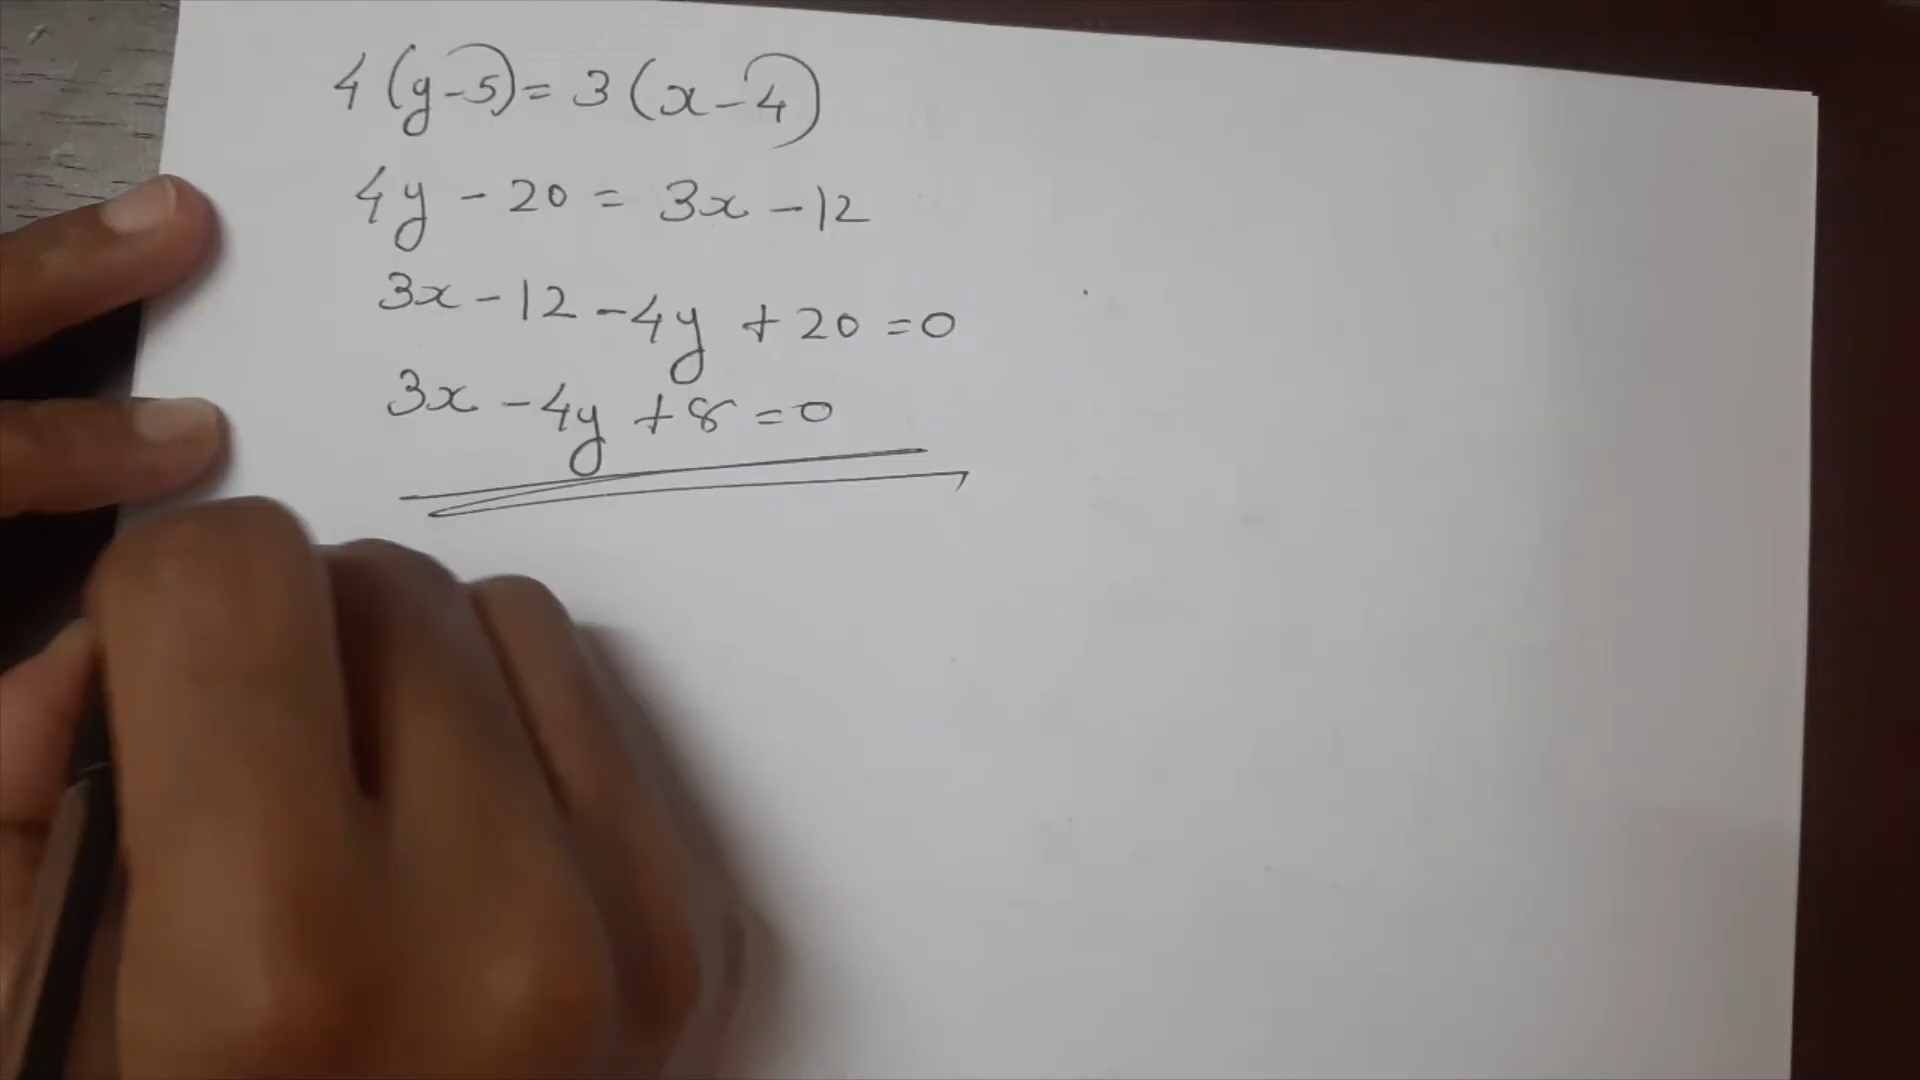 4(y-5) = 3(x-4)
4y - 20 = 3x - 12
3x - 12 - 4y + 20 = 0
3x - 4y + 8 = 0